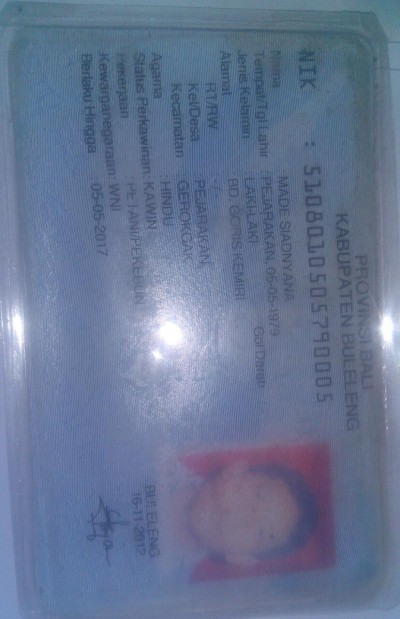 PROVINSI BALI
KABUPATEN BULELENG
NIK : 5108010505790005
Nama : MADE SIADNYANA
Tempat/Tgl Lahir : PEJARAKAN, 05-05-1979
Jenis Kelamin : LAKI-LAKI Gol Darah
Alamat : BD. GORIS KEMIRI
RT/RW : -/-
Kel/Desa : PEJARAKAN
Kecamatan : GEROKGAK
Agama : HINDU
Status Perkawinan: KAWIN
Pekerjaan : PETANI/PEKEBUN
Kewarganegaraan: WNI
Berlaku Hingga : 05-05-2017
BULELENG
16-11-2012